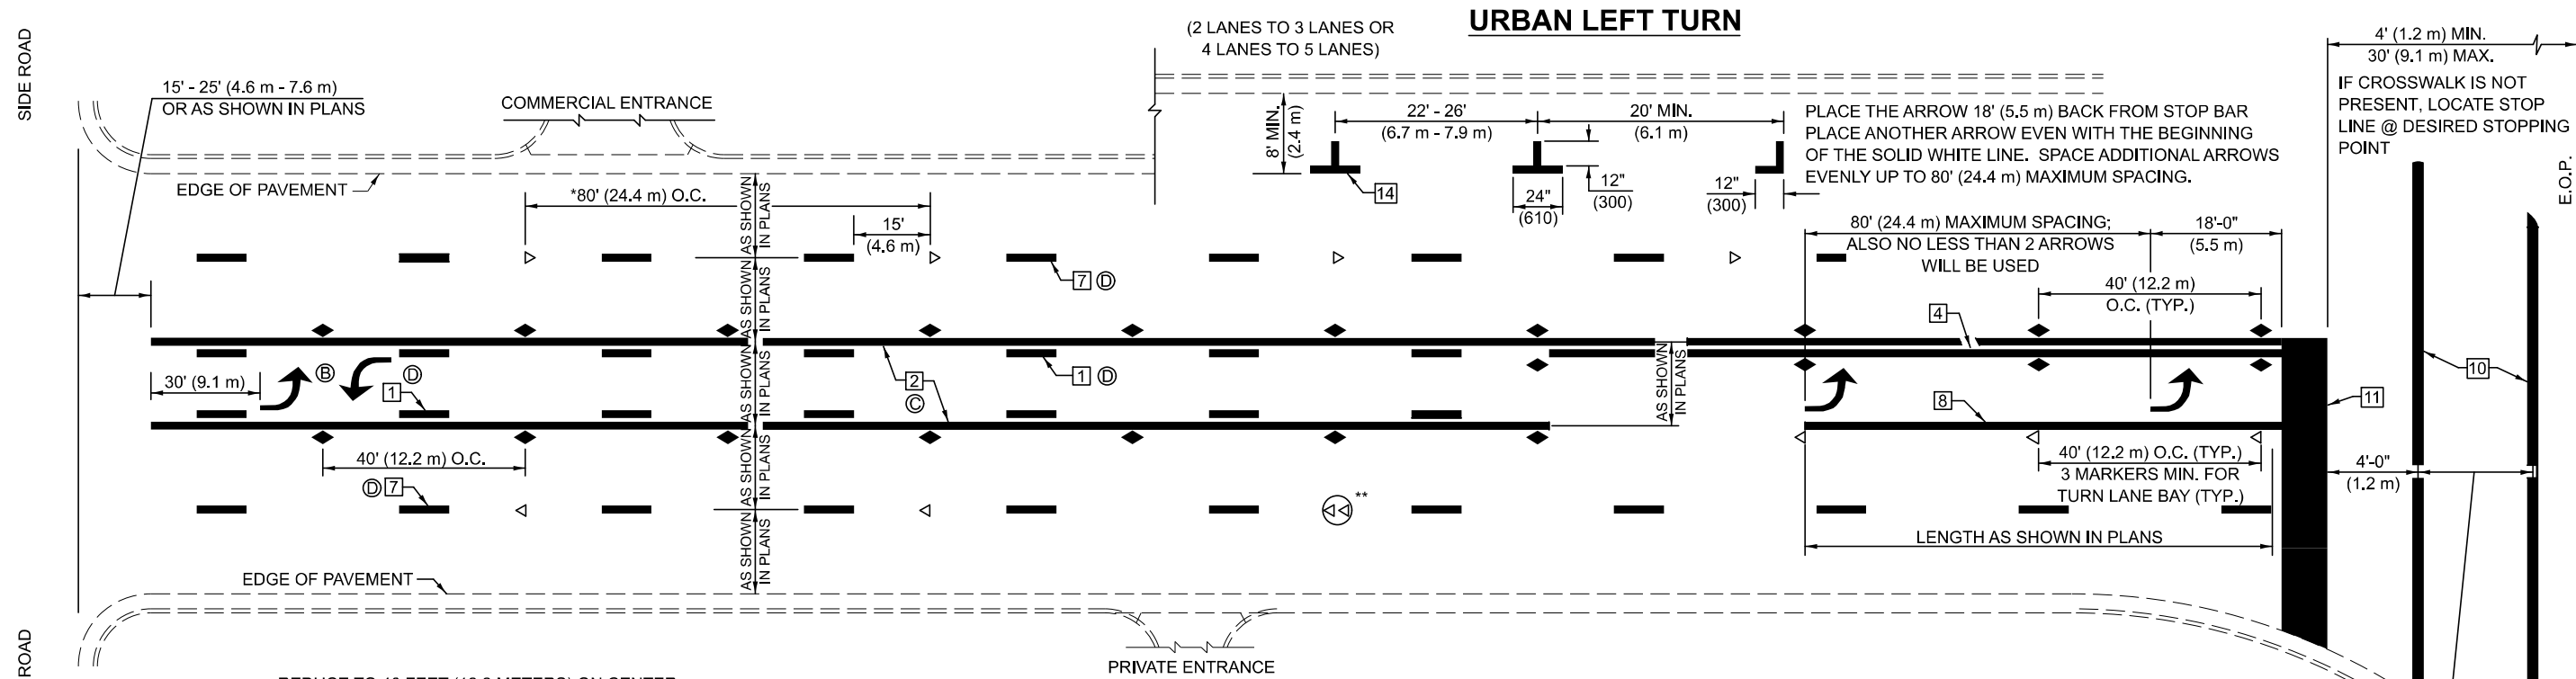 URBAN LEFT TURN
(2 LANES TO 3 LANES OR
4 LANES TO 5 LANES)
SIDE ROAD
15' - 25' (4.6 m - 7.6 m)
OR AS SHOWN IN PLANS
COMMERCIAL ENTRANCE
EDGE OF PAVEMENT
8' MIN.
(2.4 m)
22' - 26'
(6.7 m - 7.9 m)
20' MIN.
(6.1 m)
14
24"
(610)
12"
(300)
12"
(300)
PLACE THE ARROW 18' (5.5 m) BACK FROM STOP BAR
PLACE ANOTHER ARROW EVEN WITH THE BEGINNING
OF THE SOLID WHITE LINE. SPACE ADDITIONAL ARROWS
EVENLY UP TO 80' (24.4 m) MAXIMUM SPACING.
4' (1.2 m) MIN.
30' (9.1 m) MAX.
IF CROSSWALK IS NOT
PRESENT, LOCATE STOP
LINE @ DESIRED STOPPING
POINT
E.O.P.
*80' (24.4 m) O.C.
15'
(4.6 m)
AS SHOWN
IN PLANS
AS SHOWN
IN PLANS
AS SHOWN
IN PLANS
AS SHOWN
IN PLANS
AS SHOWN
IN PLANS
7 D
80' (24.4 m) MAXIMUM SPACING;
ALSO NO LESS THAN 2 ARROWS
WILL BE USED
18'-0"
(5.5 m)
40' (12.2 m)
O.C. (TYP.)
4
30' (9.1 m)
B
D
1
2
C
1 D
AS SHOWN
IN PLANS
8
10
11
40' (12.2 m) O.C.
D 7
**
40' (12.2 m) O.C. (TYP.)
3 MARKERS MIN. FOR
TURN LANE BAY (TYP.)
4'-0"
(1.2 m)
LENGTH AS SHOWN IN PLANS
EDGE OF PAVEMENT
PRIVATE ENTRANCE
ROAD